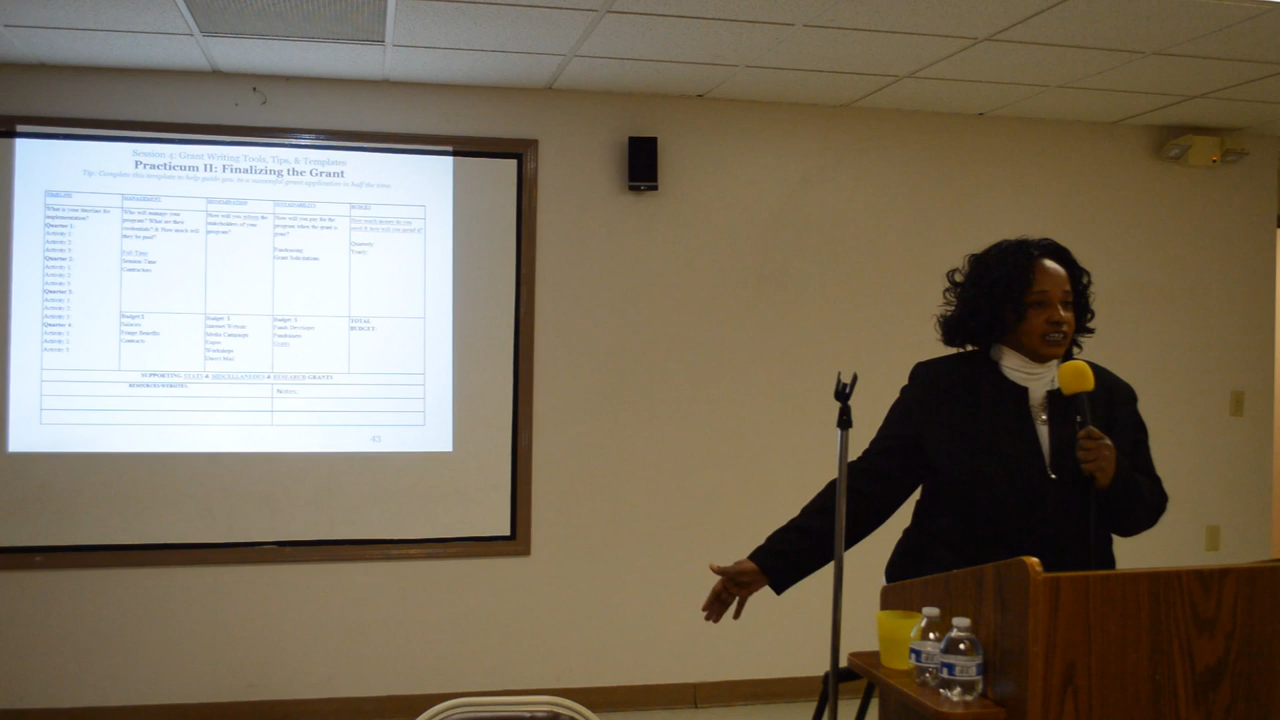 Session 4: Grant Writing Tools, Tips, & Templates
Practicum II: Finalizing the Grant
Tip: Complete this template to help guide you to a successful grant application in half the time.
TIMELINE
MANAGEMENT
DISSEMINATION
SUSTAINABILITY
BUDGET
What is your timeline for
implementation?
Quarter 1:
Activity 1:
Activity 2:
Activity 3:
Quarter 2:
Activity 1
Activity 2
Activity 3
Quarter 3:
Activity 1:
Activity 2:
Activity 3
Quarter 4:
Activity 1:
Activity 2:
Activity 3:
Who will manage your
program? What are their
credentials? & How much will
they be paid?
Full-Time
Session-Time
Contractors
How will you inform the
stakeholders of your
program?
How will you pay for the
program when the grant is
gone?
Fundraising
Grant Solicitations
How much money do you
need & how will you spend it?
Quarterly:
Yearly:
Budget $
Salaries
Fringe Benefits
Contracts
Budget: $
Internet Website
Media Campaign
Expos
Workshops
Direct Mail
Budget: $
Fund Developer
Fundraisers
Grants
TOTAL
BUDGET:
SUPPORTING STATS & MISCELLANEOUS & RESEARCH GRANTS
RESOURCES/WEBSITES:
Notes:
43